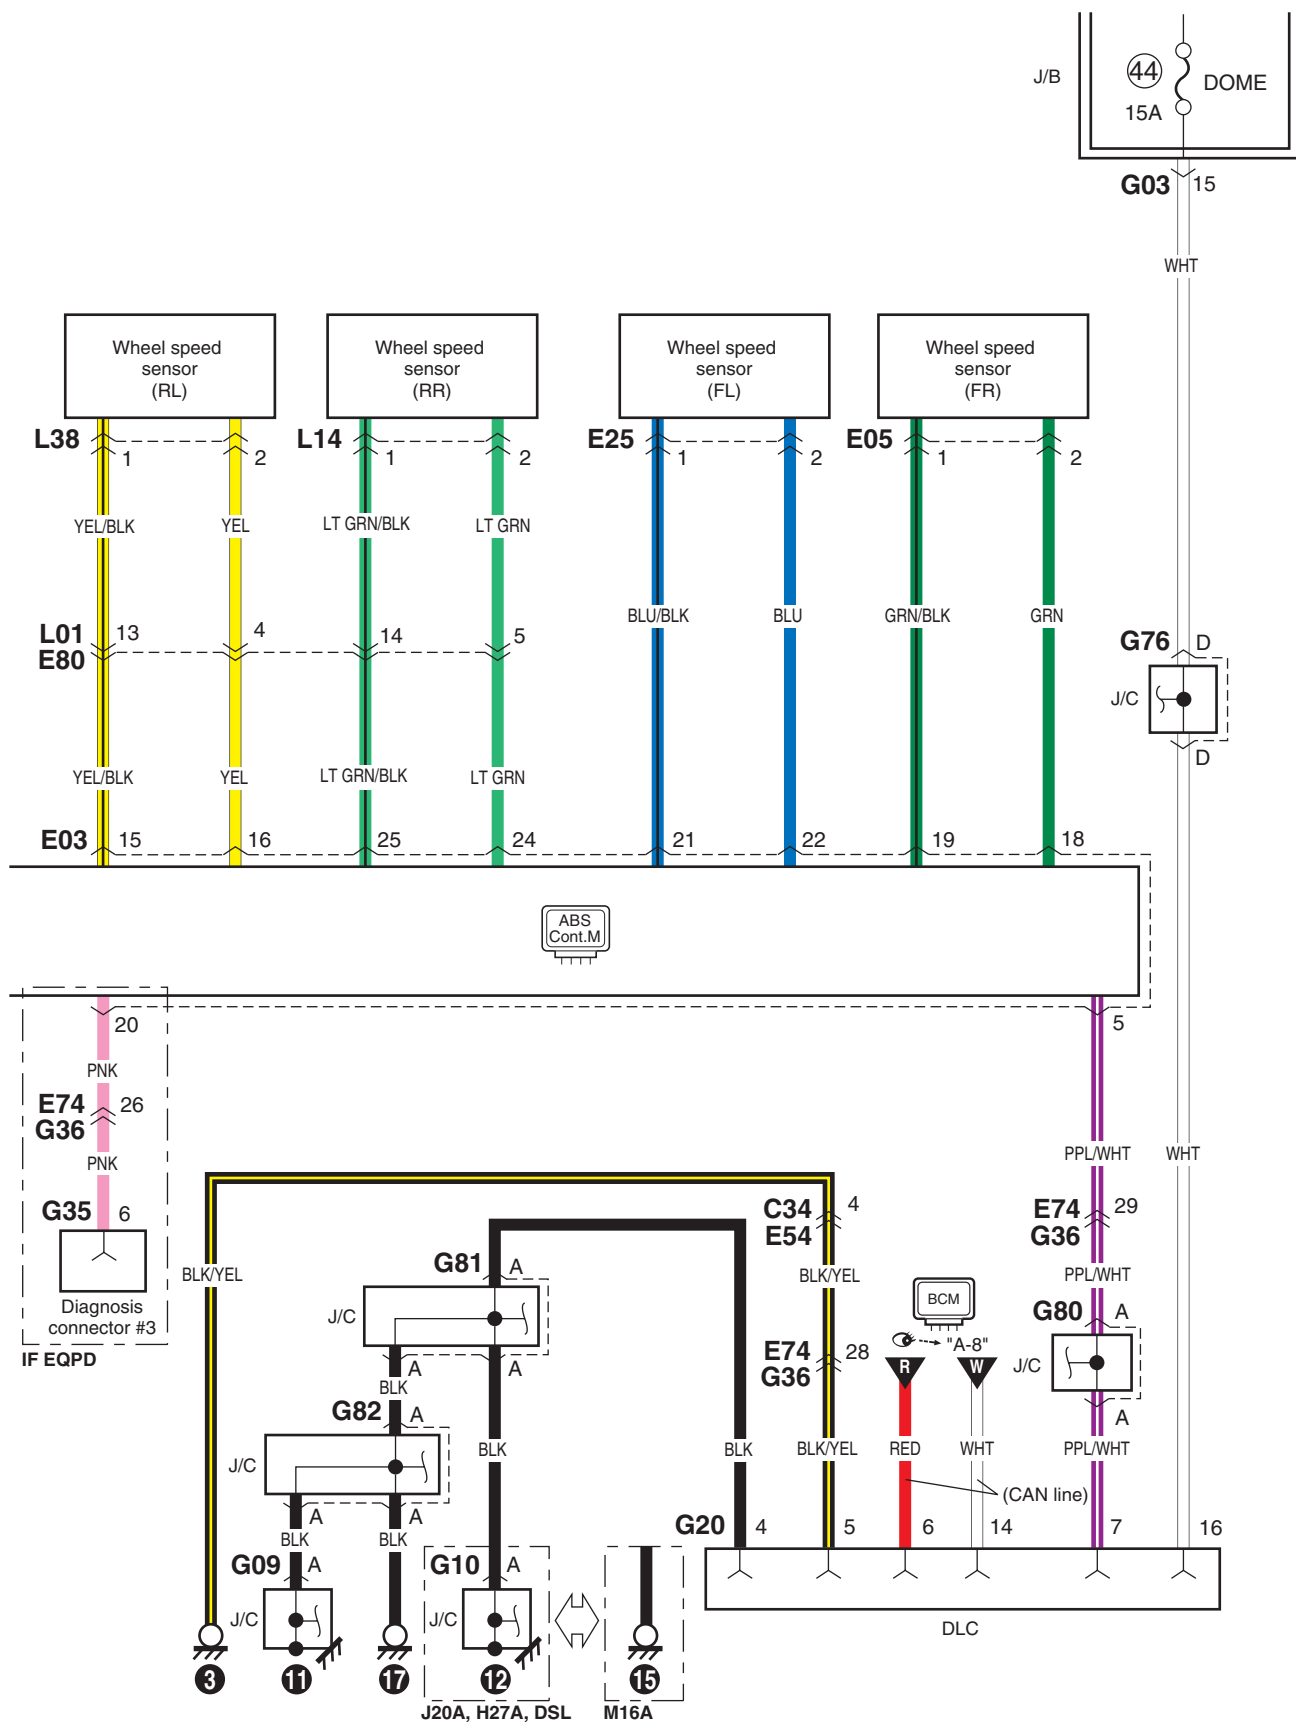 J/B
44
15A
DOME
G03
15
WHT
Wheel speed
sensor
(RL)
Wheel speed
sensor
(RR)
Wheel speed
sensor
(FL)
Wheel speed
sensor
(FR)
L38
1
2
L14
1
2
E25
1
2
E05
1
2
YEL/BLK
YEL
LT GRN/BLK
LT GRN
BLU/BLK
BLU
GRN/BLK
GRN
L01
E80
13
4
14
5
G76
D
J/C
D
YEL/BLK
YEL
LT GRN/BLK
LT GRN
E03
15
16
25
24
21
22
19
18
ABS
Cont.M
20
5
PNK
E74
G36
26
PNK
G35
6
Diagnosis
connector #3
IF EQPD
PPL/WHT
WHT
C34
E54
4
E74
G36
29
BLK/YEL
G81
A
BLK/YEL
PPL/WHT
BCM
"A-8"
J/C
A
A
G80
A
J/C
A
E74
G36
28
R
W
BLK
G82
A
J/C
A
A
BLK
BLK
BLK/YEL
RED
WHT
(CAN line)
PPL/WHT
BLK
BLK
G20
4
5
6
14
7
16
DLC
G09
A
J/C
G10
A
J/C
3
11
17
12
15
J20A, H27A, DSL
M16A